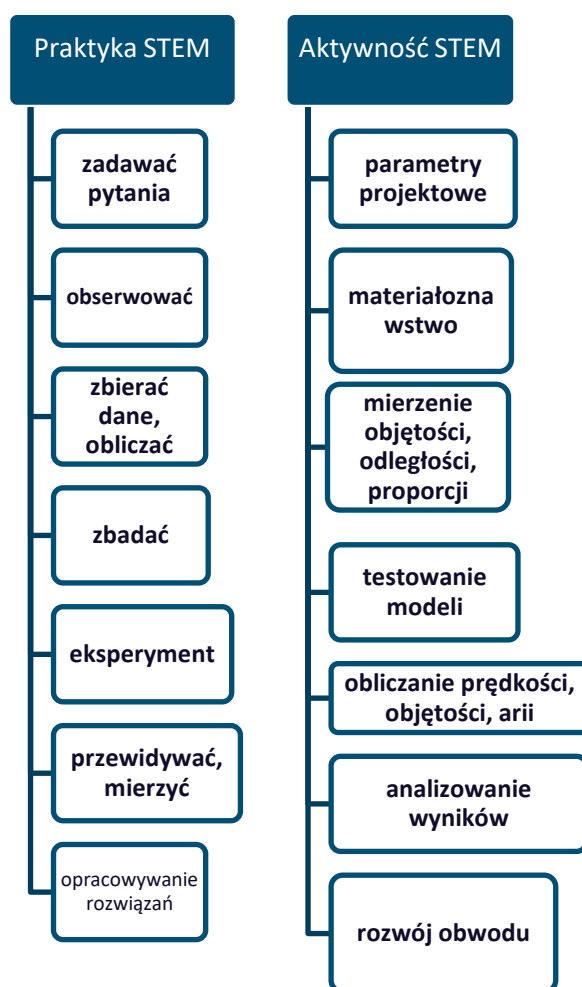 Praktyka STEM
zadawać
pytania
obserwować
zbierać
dane,
obliczać
zbadać
eksperyment
przewidywać,
mierzyć
opracowywanie
rozwiązań
Aktywność STEM
parametry
projektowe
materiałozna
wstwo
mierzenie
objętości,
odległości,
proporcji
testowanie
modeli
obliczanie prędkości,
objętości, arii
analizowanie
wyników
rozwój obwodu